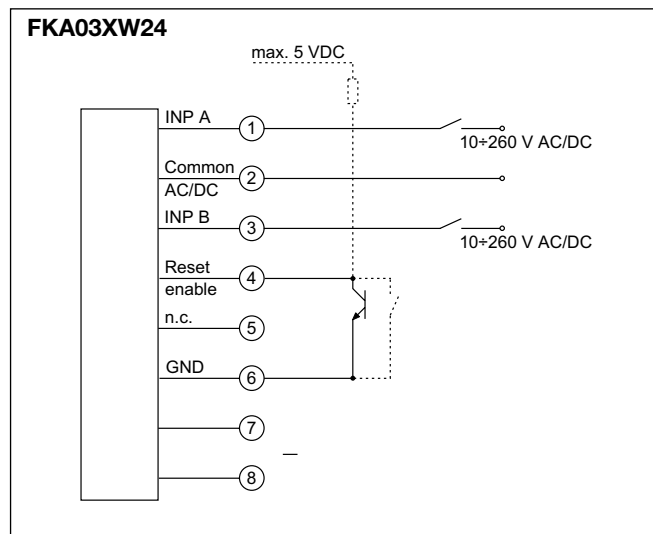 FKA03XW24
max. 5 VDC
INP A
1
10÷260 V AC/DC
Common
AC/DC
2
INP B
3
10÷260 V AC/DC
Reset
enable
4
n.c.
5
GND
6
7
8